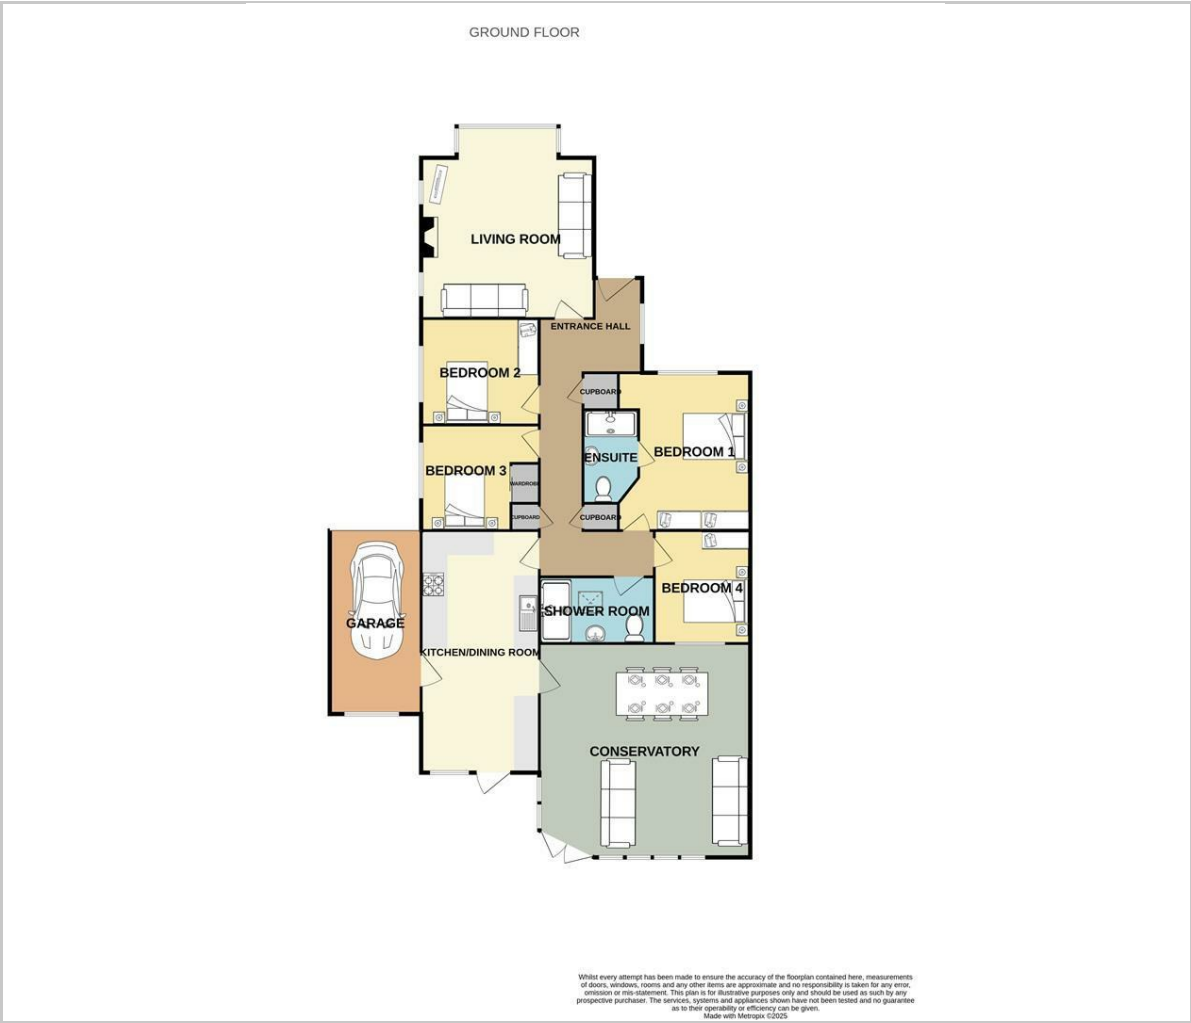 GROUND FLOOR
LIVING ROOM
ENTRANCE HALL
BEDROOM 2
CUPBOARD
BEDROOM 1
ENSUITE
BEDROOM 3
WARDROBE
CUPBOARD
CUPBOARD
BEDROOM 4
SHOWER ROOM
GARAGE
KITCHEN/DINING ROOM
CONSERVATORY
Whilst every attempt has been made to ensure the accuracy of the floorplan contained here, measurements
of doors, windows, rooms and any other items are approximate and no responsibility is taken for any error,
omission or mis-statement. This plan is for illustrative purposes only and should be used as such by any
prospective purchaser. The services, systems and appliances shown have not been tested and no guarantee
as to their operability or efficiency can be given.
Made with Metropix ©2025